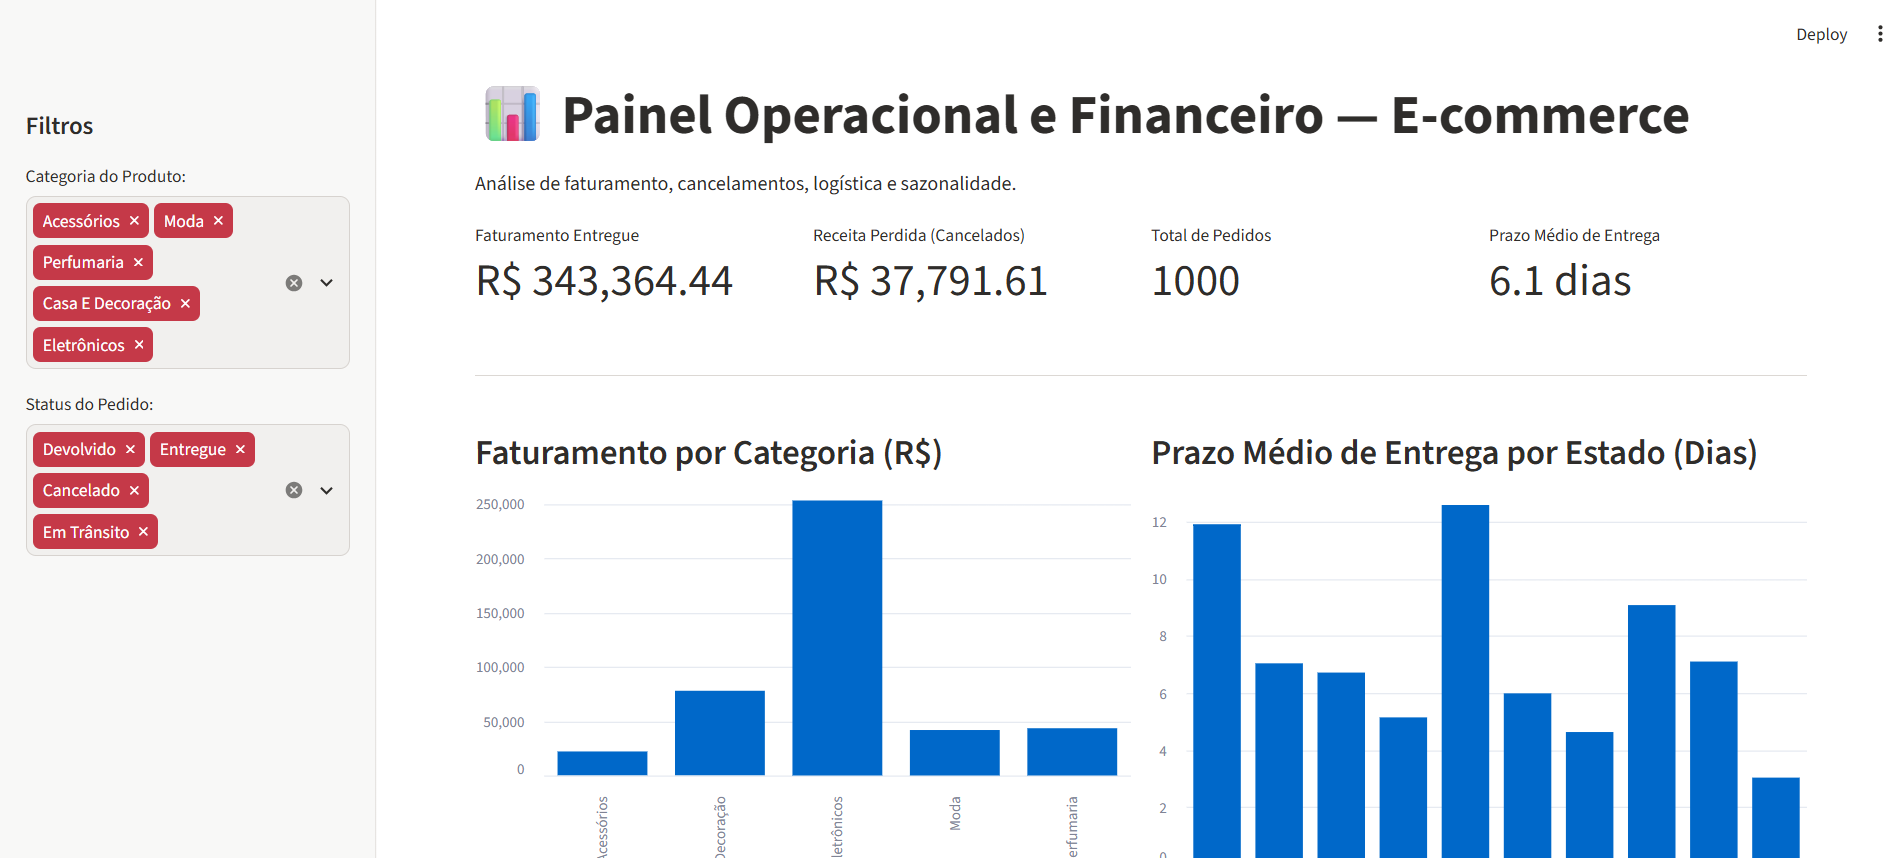 Deploy
Filtros
Categoria do Produto:
Acessórios
Moda
Perfumaria
Casa E Decoração
Eletrônicos
Status do Pedido:
Devolvido
Entregue
Cancelado
Em Trânsito
Painel Operacional e Financeiro — E-commerce
Análise de faturamento, cancelamentos, logística e sazonalidade.
Faturamento Entregue
R$ 343,364.44
Receita Perdida (Cancelados)
R$ 37,791.61
Total de Pedidos
1000
Prazo Médio de Entrega
6.1 dias
Faturamento por Categoria (R$)
250,000
200,000
150,000
100,000
50,000
0
Acessórios
Decoração
letrônicos
Moda
erfumaria
Prazo Médio de Entrega por Estado (Dias)
12
10
8
6
4
2
0